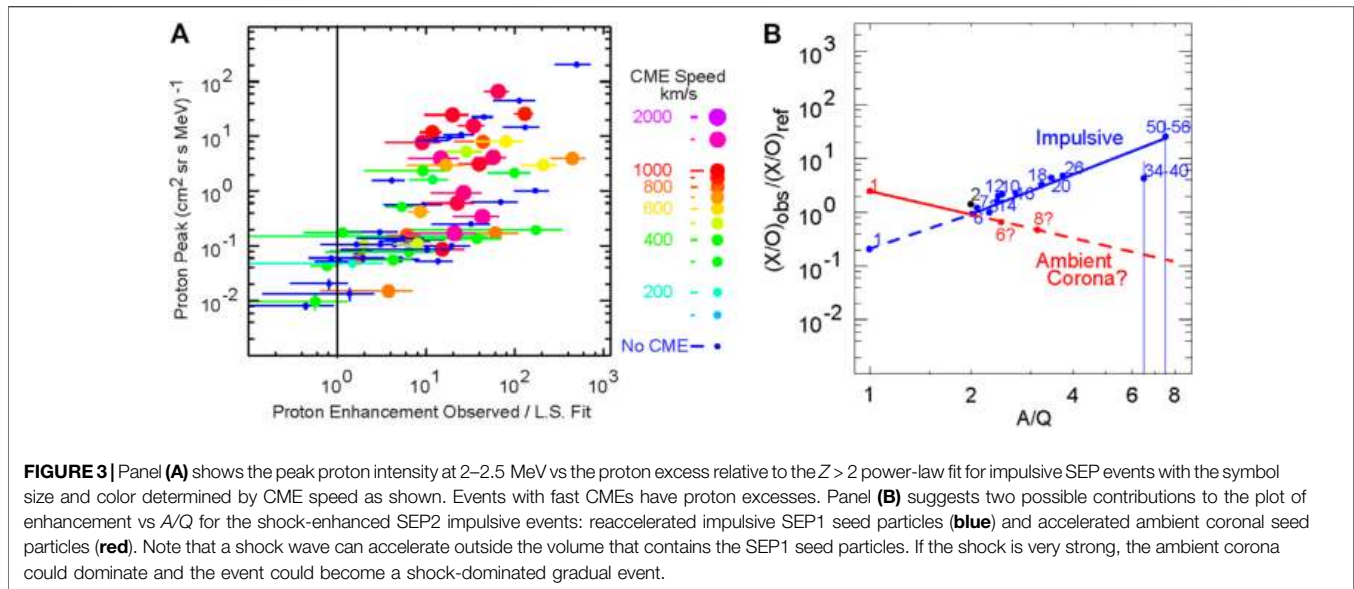 A
Proton Peak (cm² sr s MeV)⁻¹
10²
10¹
10⁰
10⁻¹
10⁻²
10⁰ 10¹ 10² 10³
Proton Enhancement Observed / L.S. Fit
CME Speed
km/s
2000
1000
800
600
400
200
No CME
B
(X/O)obs/(X/O)ref
10³
10²
10¹
10⁰
10⁻¹
10⁻²
Impulsive
50-56
34-40
26
20
18
16
10
12
14
7
8
6
2
1
1
6?
8?
Ambient
Corona?
1 2 4 6 8
A/Q
FIGURE 3 | Panel (A) shows the peak proton intensity at 2–2.5 MeV vs the proton excess relative to the Z > 2 power-law fit for impulsive SEP events with the symbol
size and color determined by CME speed as shown. Events with fast CMEs have proton excesses. Panel (B) suggests two possible contributions to the plot of
enhancement vs A/Q for the shock-enhanced SEP2 impulsive events: reaccelerated impulsive SEP1 seed particles (blue) and accelerated ambient coronal seed
particles (red). Note that a shock wave can accelerate outside the volume that contains the SEP1 seed particles. If the shock is very strong, the ambient corona
could dominate and the event could become a shock-dominated gradual event.